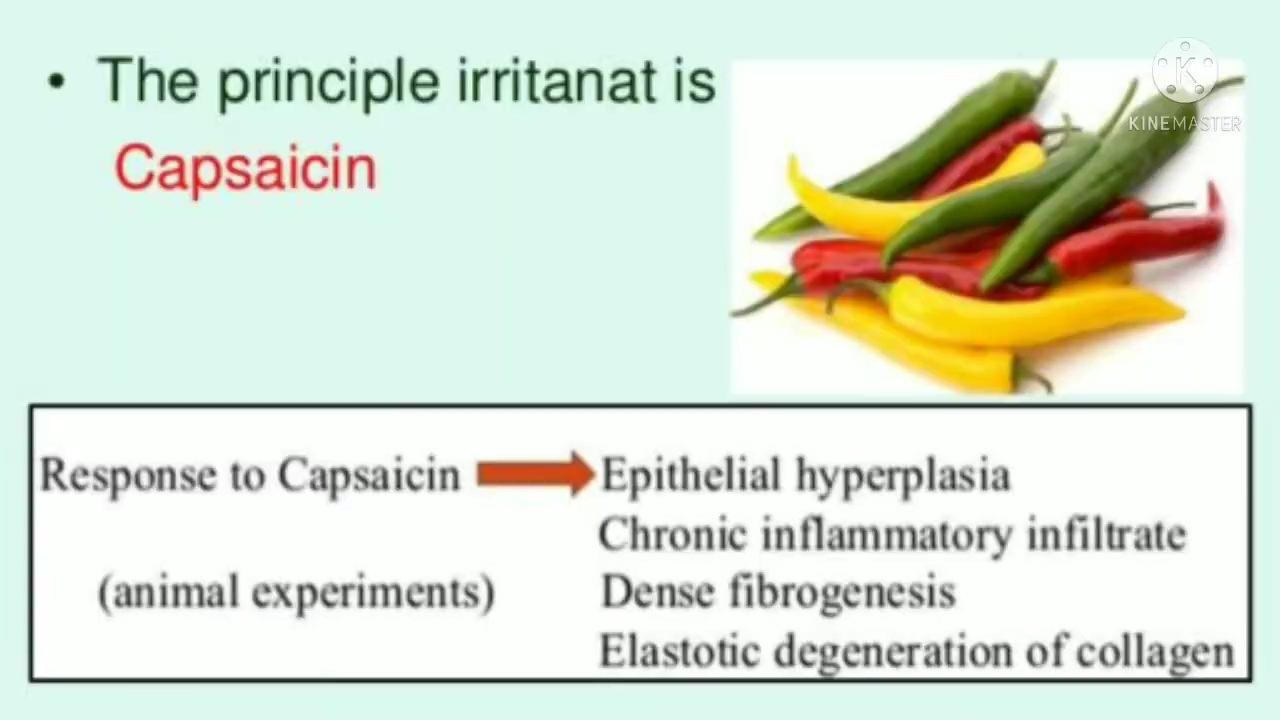 • The principle irritanat is
Capsaicin
K
KINEMASTER
Response to Capsaicin Epithelial hyperplasia
Chronic inflammatory infiltrate
(animal experiments) Dense fibrogenesis
Elastotic degeneration of collagen